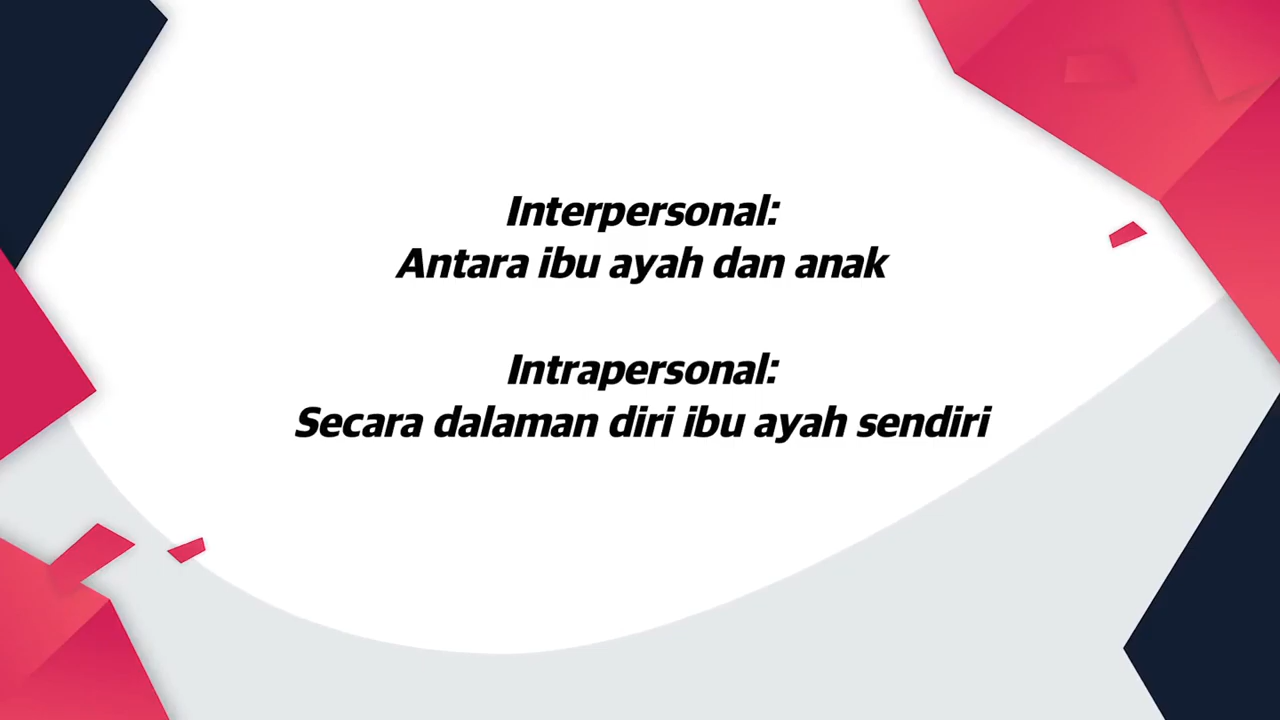 Interpersonal:
Antara ibu ayah dan anak
Intrapersonal:
Secara dalaman diri ibu ayah sendiri